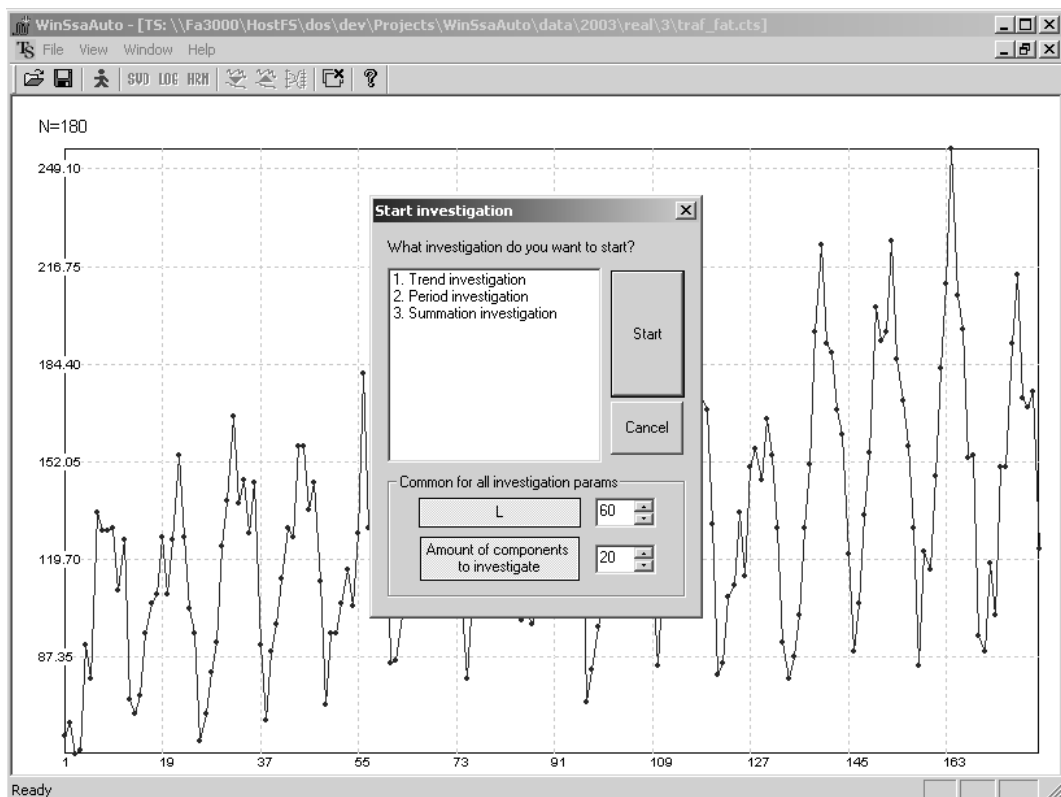 WinSsaAuto - [TS: \\Fa3000\HostFS\dos\dev\Projects\WinSsaAuto\data\2003\real\3\traf_fat.cts]
TS File View Window Help
SVD LOG HRM ?
N=180
249.10
216.75
184.40
152.05
119.70
87.35
1 19 37 55 73 91 109 127 145 163
Start investigation
What investigation do you want to start?
1. Trend investigation
2. Period investigation
3. Summation investigation
Start
Cancel
Common for all investigation params
L 60
Amount of components
to investigate 20
Ready